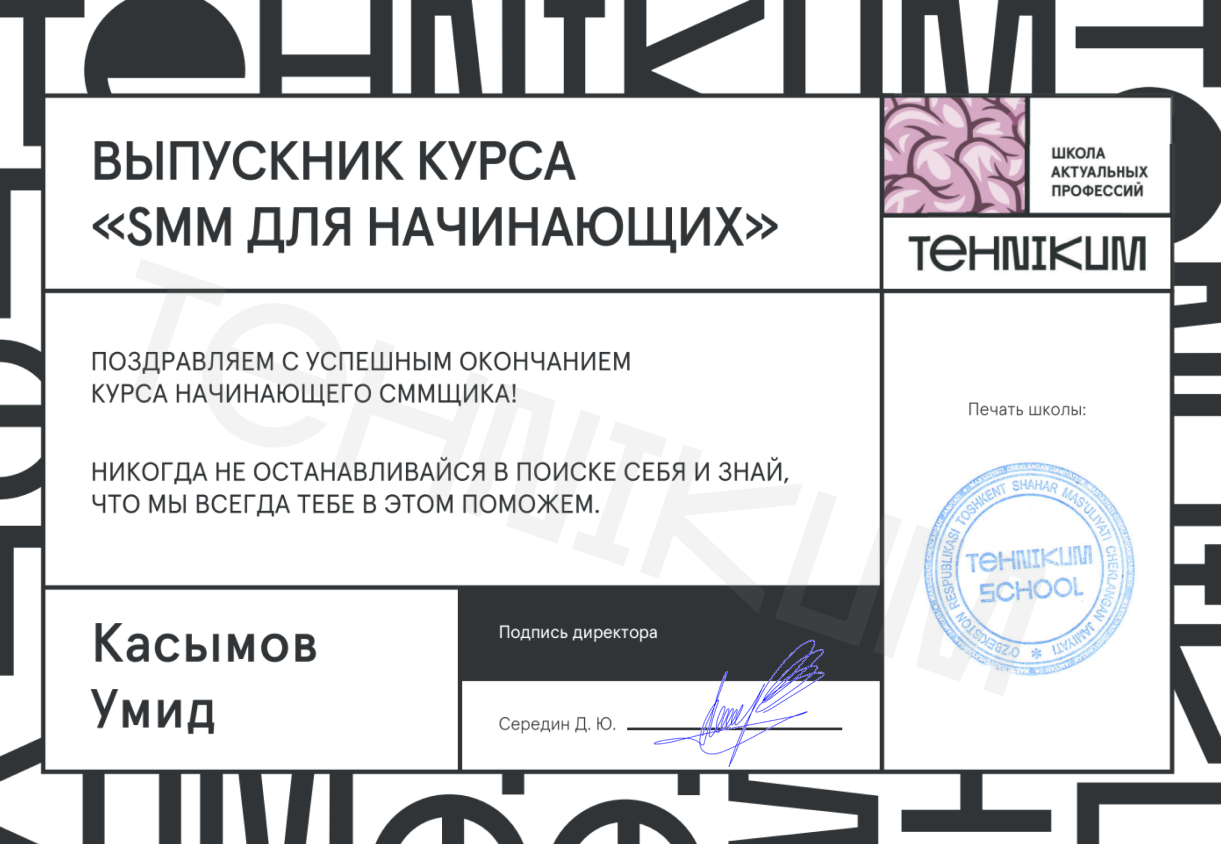 ВЫПУСКНИК КУРСА
«SMM ДЛЯ НАЧИНАЮЩИХ»
ШКОЛА
АКТУАЛЬНЫХ
ПРОФЕССИЙ
TEHNIKUM
ПОЗДРАВЛЯЕМ С УСПЕШНЫМ ОКОНЧАНИЕМ
КУРСА НАЧИНАЮЩЕГО СММЩИКА!
НИКОГДА НЕ ОСТАНАВЛИВАЙСЯ В ПОИСКЕ СЕБЯ И ЗНАЙ,
ЧТО МЫ ВСЕГДА ТЕБЕ В ЭТОМ ПОМОЖЕМ.
TEHNIKUM
Печать школы:
O'ZBEKISTON RESPUBLIKASI TOSHKENT SHAHAR MAS'ULIYATI CHEKLANGAN JAMIYATI
TEHNIKUM
SCHOOL
Касымов
Умид
Подпись директора
Середин Д. Ю.